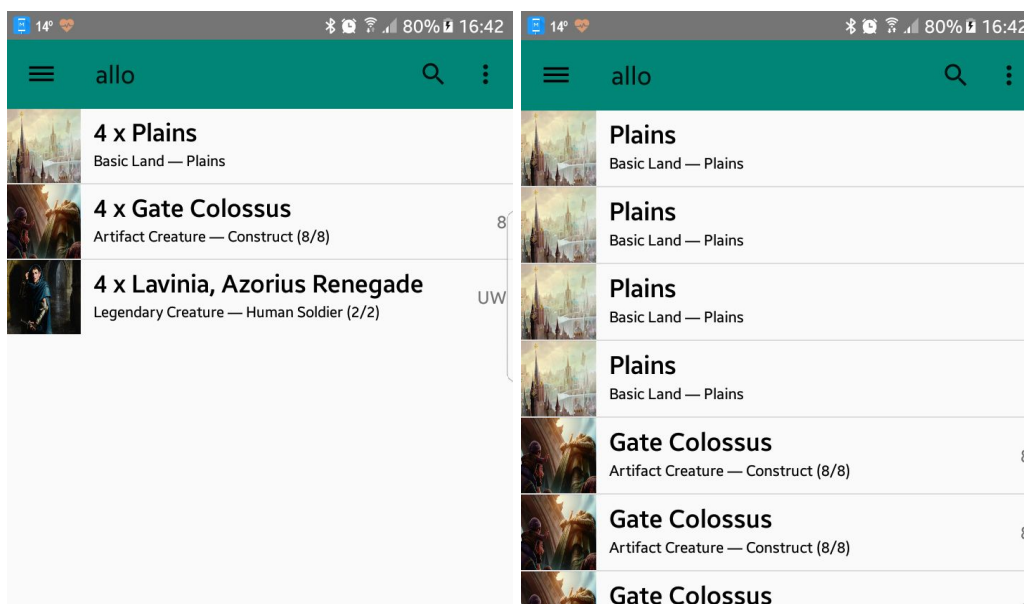 14° 80% 16:42
allo
4 x Plains
Basic Land — Plains
4 x Gate Colossus
8
Artifact Creature — Construct (8/8)
4 x Lavinia, Azorius Renegade
UW
Legendary Creature — Human Soldier (2/2)
14° 80% 16:42
allo
Plains
Basic Land — Plains
Plains
Basic Land — Plains
Plains
Basic Land — Plains
Plains
Basic Land — Plains
Gate Colossus
8
Artifact Creature — Construct (8/8)
Gate Colossus
8
Artifact Creature — Construct (8/8)
Gate Colossus